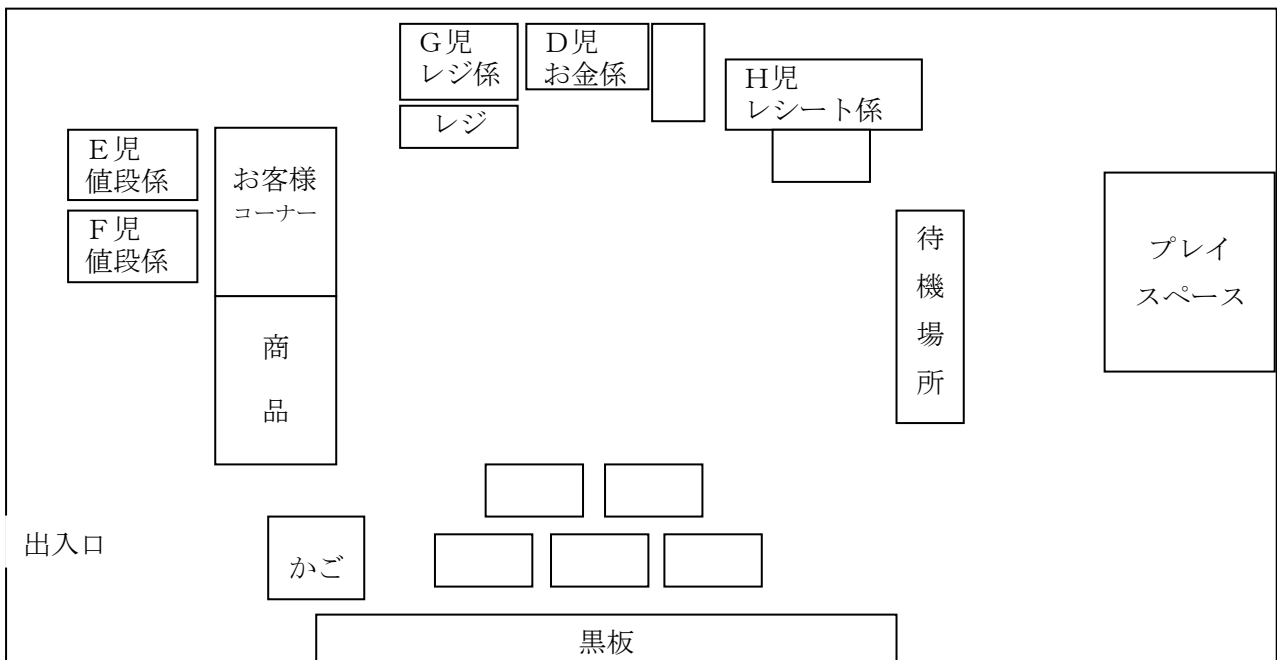 Ｇ児
レジ係
Ｄ児
お金係
Ｈ児
レシート係
レジ
Ｅ児
値段係
お客様
コーナー
Ｆ児
値段係
待機場所
プレイ
スペース
商品
出入口
かご
黒板